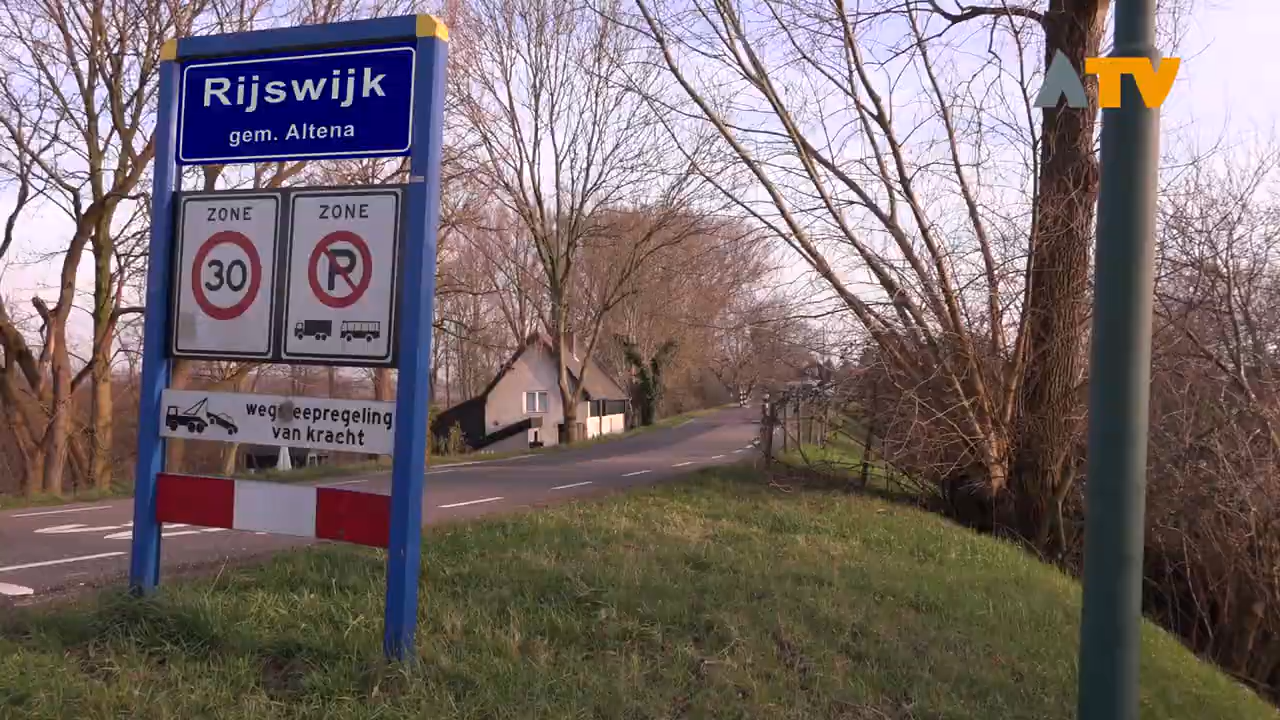 Rijswijk
gem. Altena
ZONE
30
ZONE
P
wegsleepregeling
van kracht
ATV